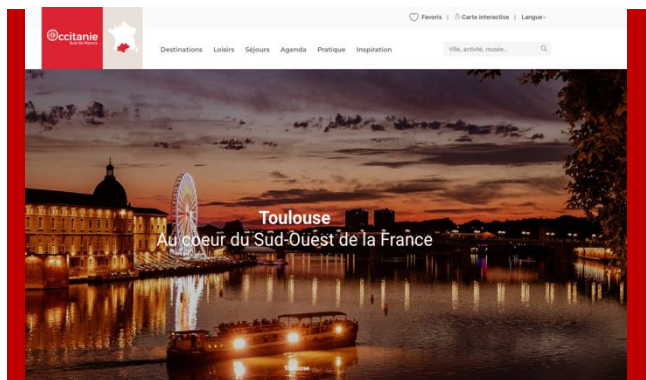 Favoris | Carte interactive | Langue
Occitanie
Sud de France
Destinations Loisirs Séjours Agenda Pratique Inspiration
Ville, activité, musée...
Toulouse
Au coeur du Sud-Ouest de la France
Toulouse